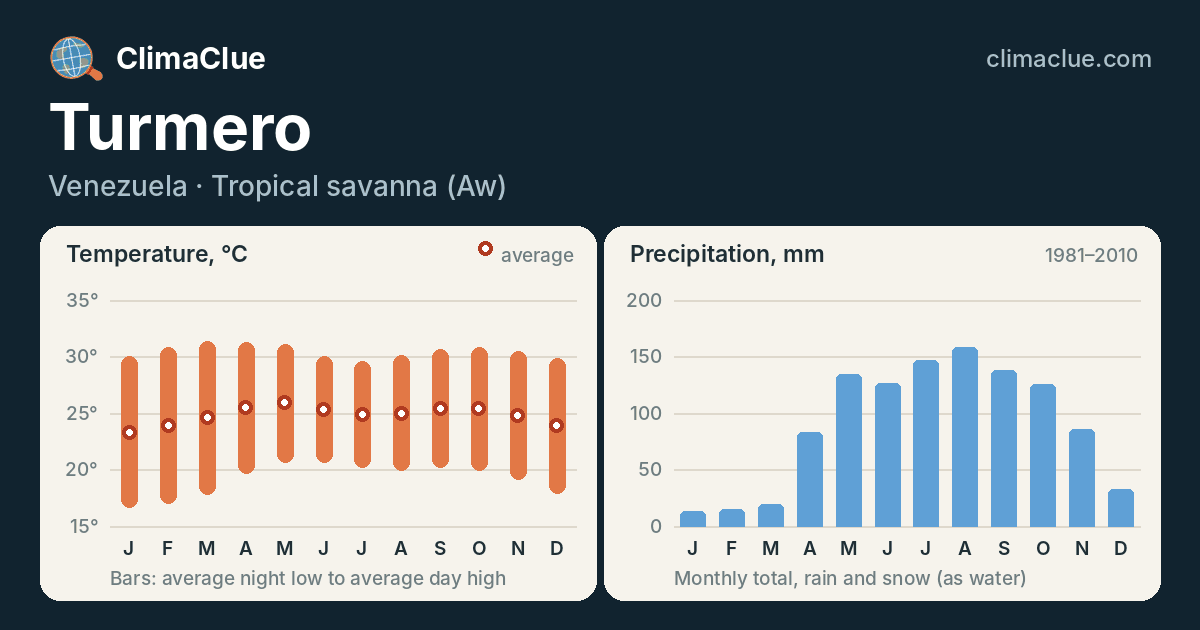 ClimaClue
climaclue.com
Turmero
Venezuela · Tropical savanna (Aw)
Temperature, °C
average
35°
30°
25°
20°
15°
J F M A M J J A S O N D
Bars: average night low to average day high
Precipitation, mm
1981–2010
200
150
100
50
0
J F M A M J J A S O N D
Monthly total, rain and snow (as water)